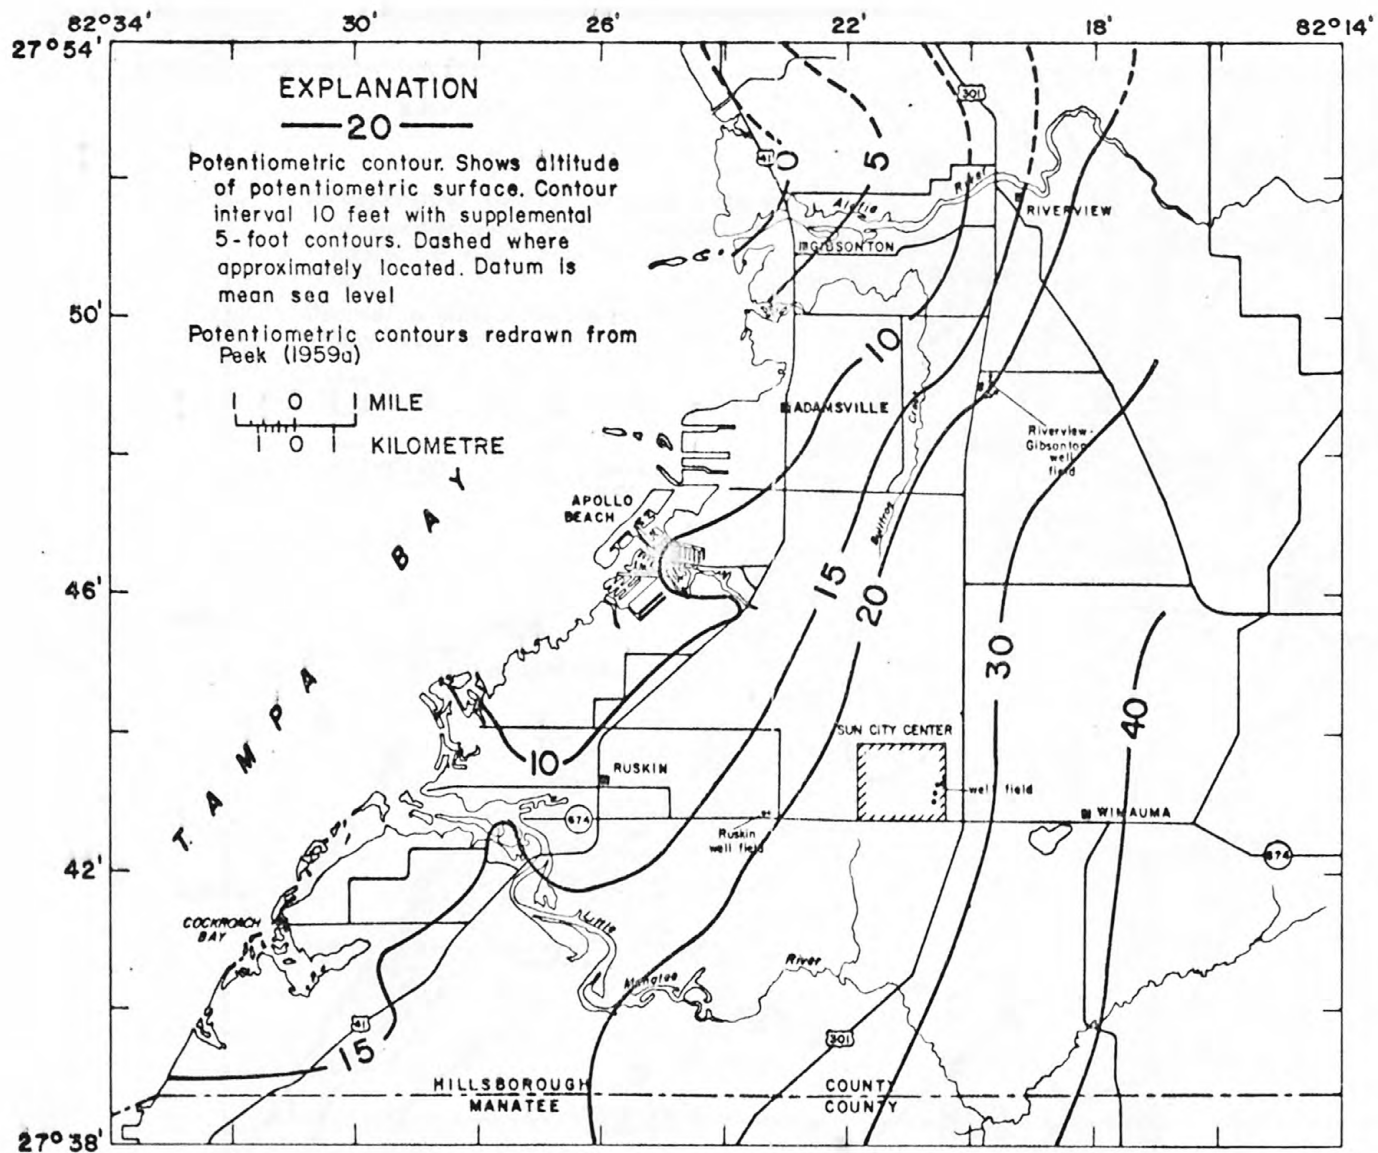 82°34' 30' 26' 22' 18' 82°14'
27°54'
50'
46'
42'
27°38'
EXPLANATION
20
Potentiometric contour. Shows altitude
of potentiometric surface. Contour
interval 10 feet with supplemental
5-foot contours. Dashed where
approximately located. Datum is
mean sea level
Potentiometric contours redrawn from
Peek (1959a)
1 0 1 MILE
1 0 1 KILOMETRE
301
41
0
5
Alafia River
RIVERVIEW
GIBSONTON
10
ADAMSVILLE
Bullfrog Creek
Riverview-
Gibsonton
well
field
APOLLO
BEACH
TAMPA BAY
15
20
30
40
SUN CITY CENTER
well field
WIMAUMA
10
RUSKIN
674
Ruskin
well field
674
COCKROACH
BAY
Little Manatee River
41
15
301
HILLSBOROUGH COUNTY
MANATEE COUNTY